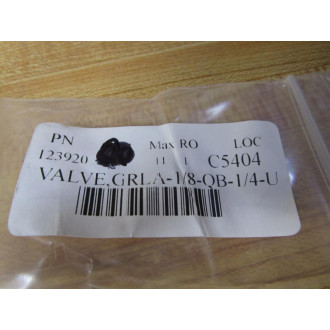 PN Max RO LOC
123920 11 1 C5404
VALVE,GRLA-1/8-QB-1/4-U